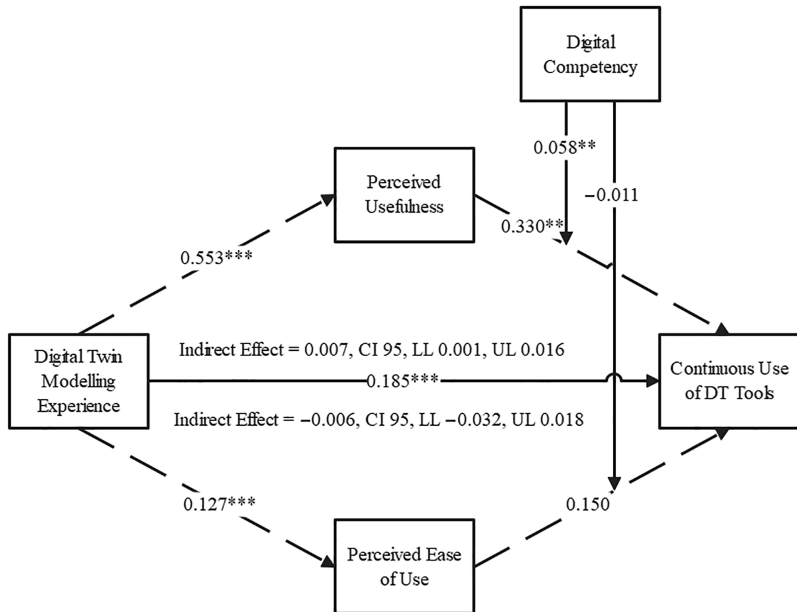 Digital
Competency
0.058**
Perceived
Usefulness
−0.011
0.330**
0.553***
Digital Twin
Modelling
Experience
Indirect Effect = 0.007, CI 95, LL 0.001, UL 0.016
0.185***
Indirect Effect = −0.006, CI 95, LL −0.032, UL 0.018
Continuous Use
of DT Tools
0.127***
0.150
Perceived Ease
of Use